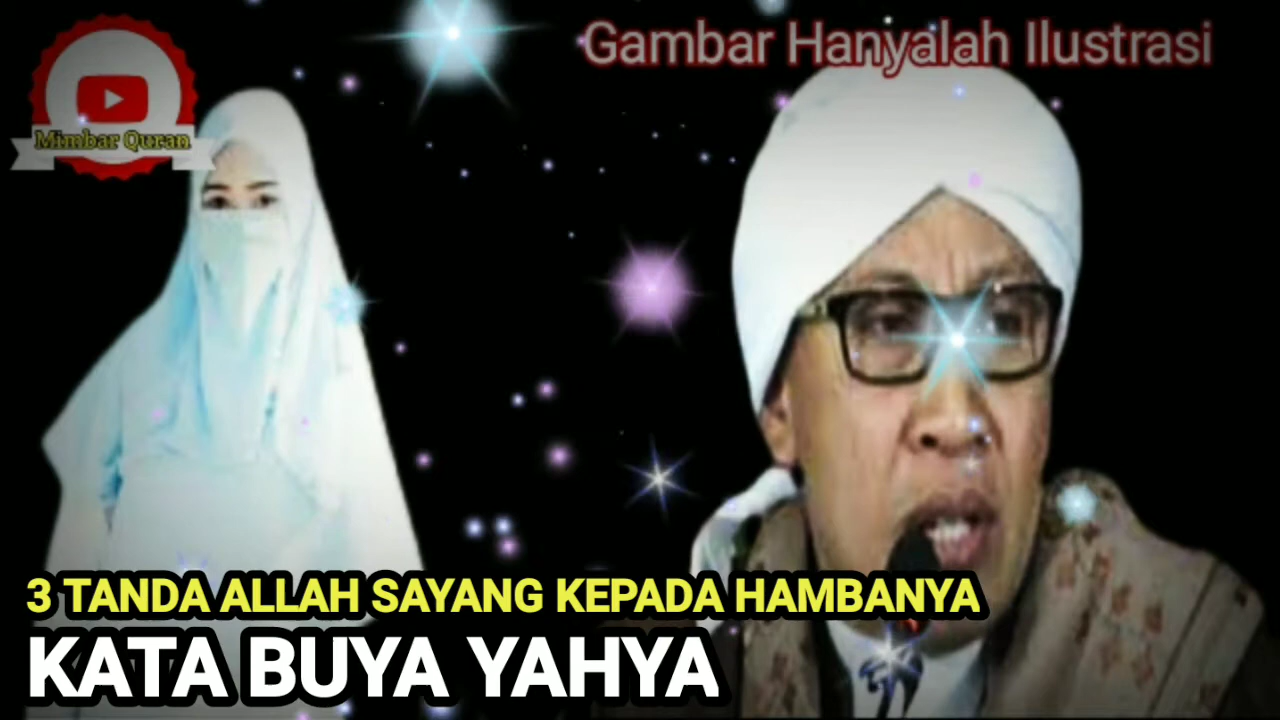 Gambar Hanyalah Ilustrasi
Mimbar Quran
3 TANDA ALLAH SAYANG KEPADA HAMBANYA
KATA BUYA YAHYA